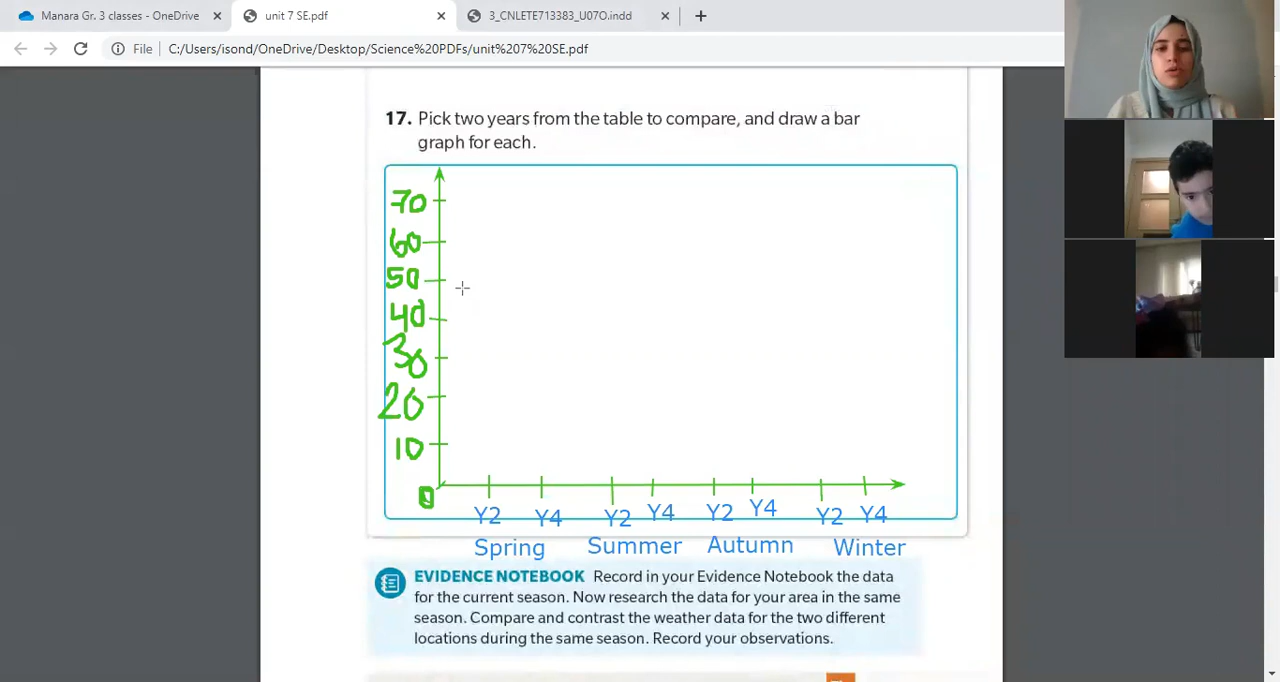 Manara Gr. 3 classes - OneDrive
unit 7 SE.pdf
3_CNLETE713383_U07O.indd
File C:/Users/isond/OneDrive/Desktop/Science%20PDFs/unit%207%20SE.pdf
17. Pick two years from the table to compare, and draw a bar
graph for each.
70
60
50
40
30
20
10
0
Y2 Y4 Y2 Y4 Y2 Y4 Y2 Y4
Spring Summer Autumn Winter
EVIDENCE NOTEBOOK Record in your Evidence Notebook the data
for the current season. Now research the data for your area in the same
season. Compare and contrast the weather data for the two different
locations during the same season. Record your observations.